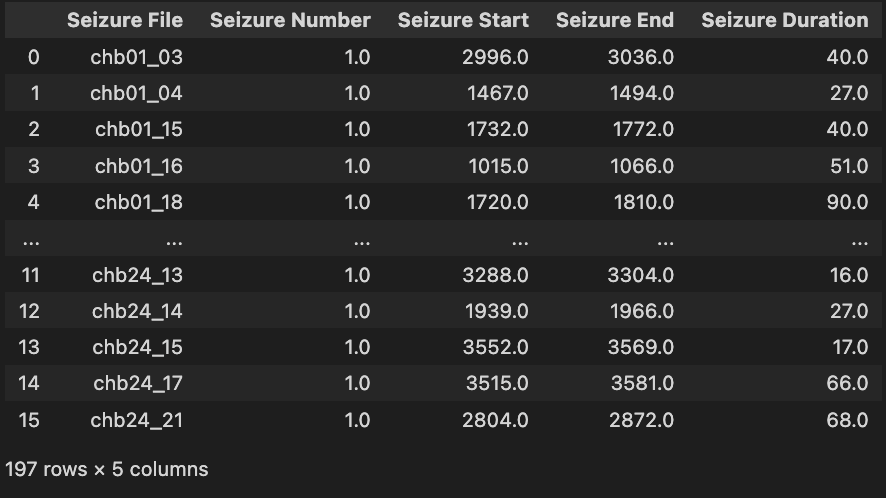 Seizure File Seizure Number Seizure Start Seizure End Seizure Duration
0 chb01_03 1.0 2996.0 3036.0 40.0
1 chb01_04 1.0 1467.0 1494.0 27.0
2 chb01_15 1.0 1732.0 1772.0 40.0
3 chb01_16 1.0 1015.0 1066.0 51.0
4 chb01_18 1.0 1720.0 1810.0 90.0
... ... ... ... ... ...
11 chb24_13 1.0 3288.0 3304.0 16.0
12 chb24_14 1.0 1939.0 1966.0 27.0
13 chb24_15 1.0 3552.0 3569.0 17.0
14 chb24_17 1.0 3515.0 3581.0 66.0
15 chb24_21 1.0 2804.0 2872.0 68.0
197 rows × 5 columns